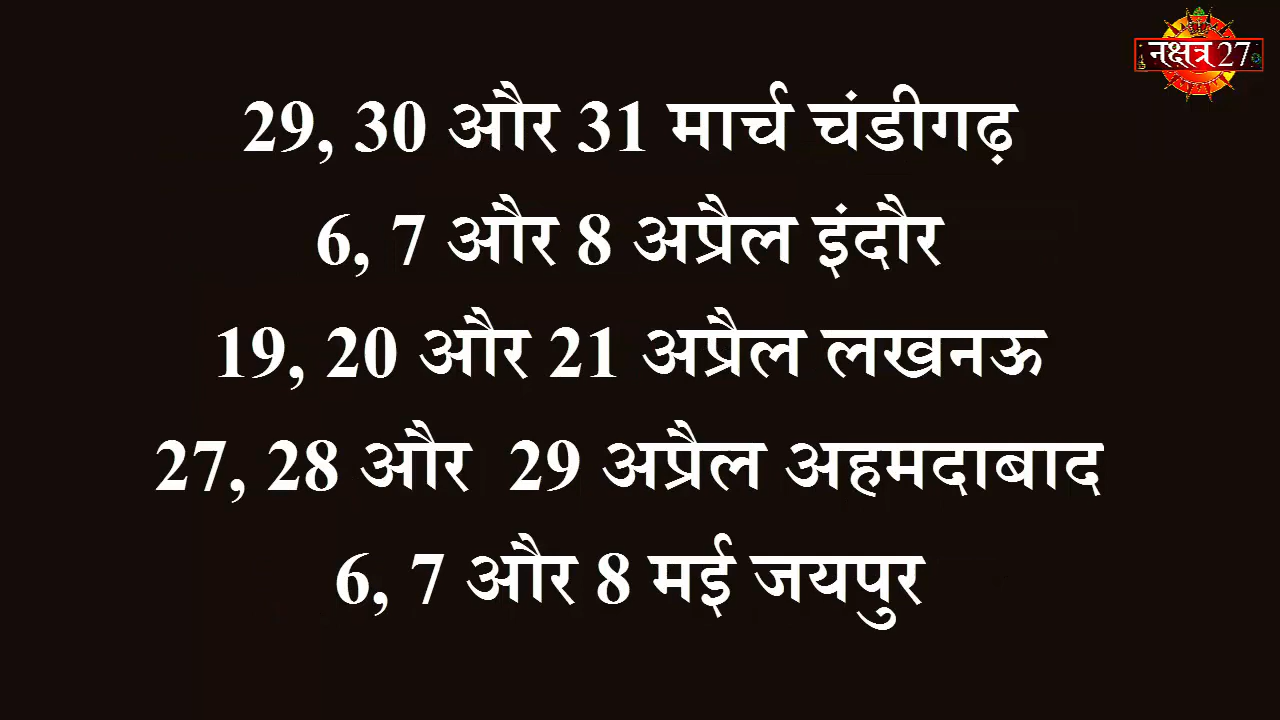 नक्षत्र 27
29, 30 और 31 मार्च चंडीगढ़
6, 7 और 8 अप्रैल इंदौर
19, 20 और 21 अप्रैल लखनऊ
27, 28 और 29 अप्रैल अहमदाबाद
6, 7 और 8 मई जयपुर